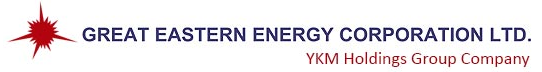 GREAT EASTERN ENERGY CORPORATION LTD.
YKM Holdings Group Company